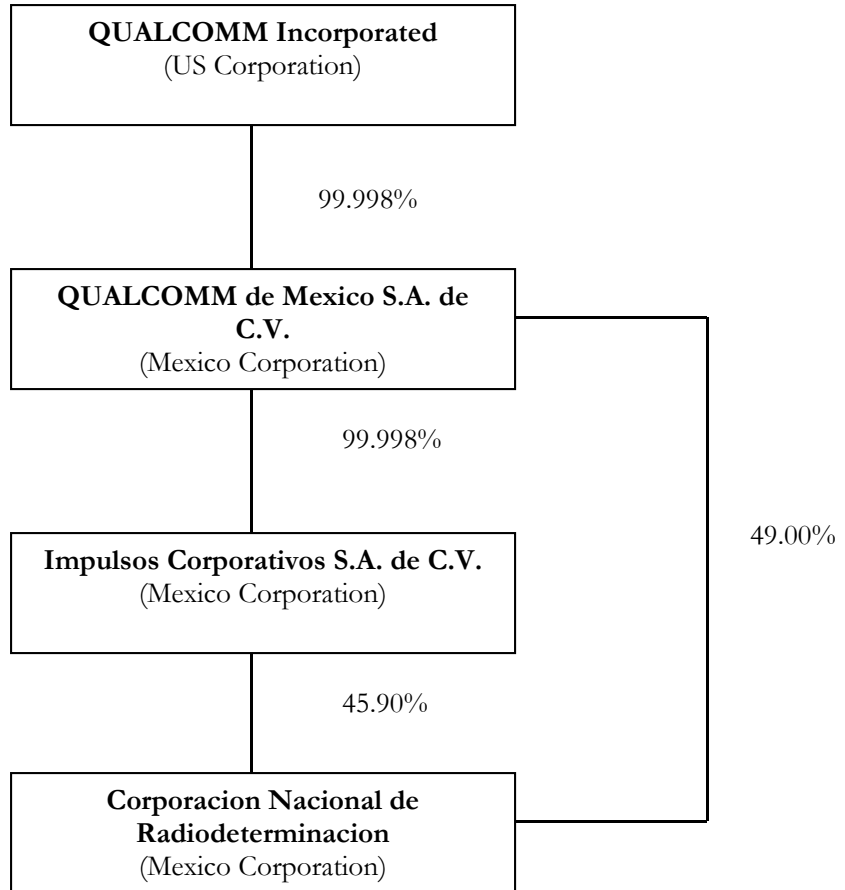 QUALCOMM Incorporated
(US Corporation)
99.998%
QUALCOMM de Mexico S.A. de
C.V.
(Mexico Corporation)
99.998%
49.00%
Impulsos Corporativos S.A. de C.V.
(Mexico Corporation)
45.90%
Corporacion Nacional de
Radiodeterminacion
(Mexico Corporation)